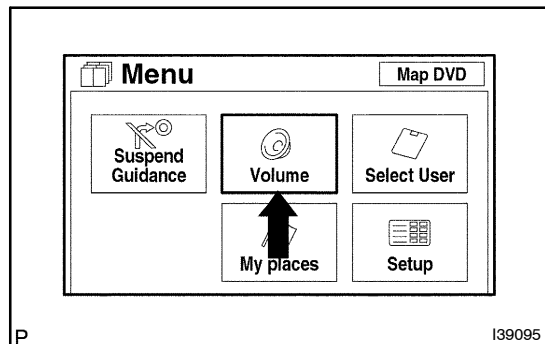 Menu
Map DVD
Suspend
Guidance
Volume
Select User
My places
Setup
P
I39095